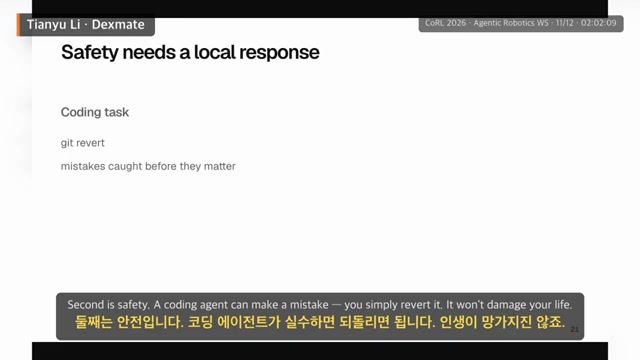 Tianyu Li · Dexmate
CoRL 2026 · Agentic Robotics WS · 11/12 · 02:02:09
Safety needs a local response
Coding task
git revert
mistakes caught before they matter
Second is safety. A coding agent can make a mistake — you simply revert it. It won't damage your life.
둘째는 안전입니다. 코딩 에이전트가 실수하면 되돌리면 됩니다. 인생이 망가지진 않죠.
21